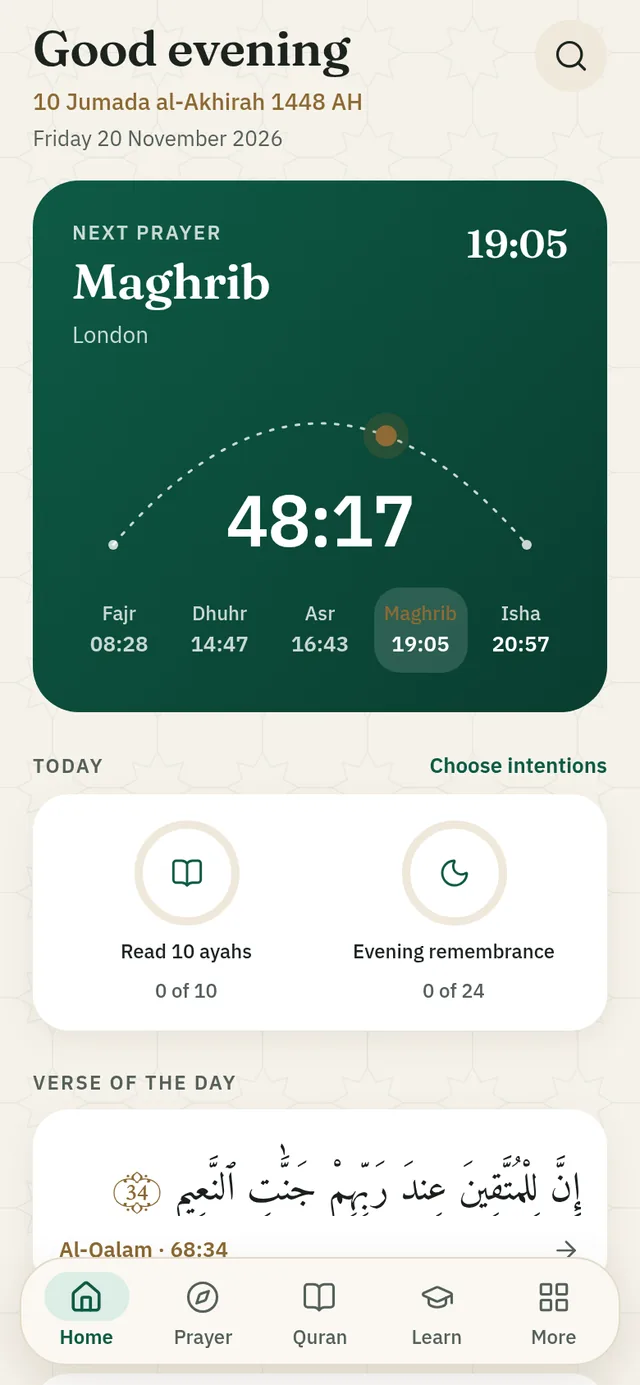 Good evening
10 Jumada al-Akhirah 1448 AH
Friday 20 November 2026
NEXT PRAYER
19:05
Maghrib
London
48:17
Fajr Dhuhr Asr Maghrib Isha
08:28 14:47 16:43 19:05 20:57
TODAY Choose intentions
Read 10 ayahs Evening remembrance
0 of 10 0 of 24
VERSE OF THE DAY
إِنَّ لِلْمُتَّقِينَ عِندَ رَبِّهِمْ جَنَّٰتِ ٱلنَّعِيمِ 34
Al-Qalam · 68:34
Home Prayer Quran Learn More